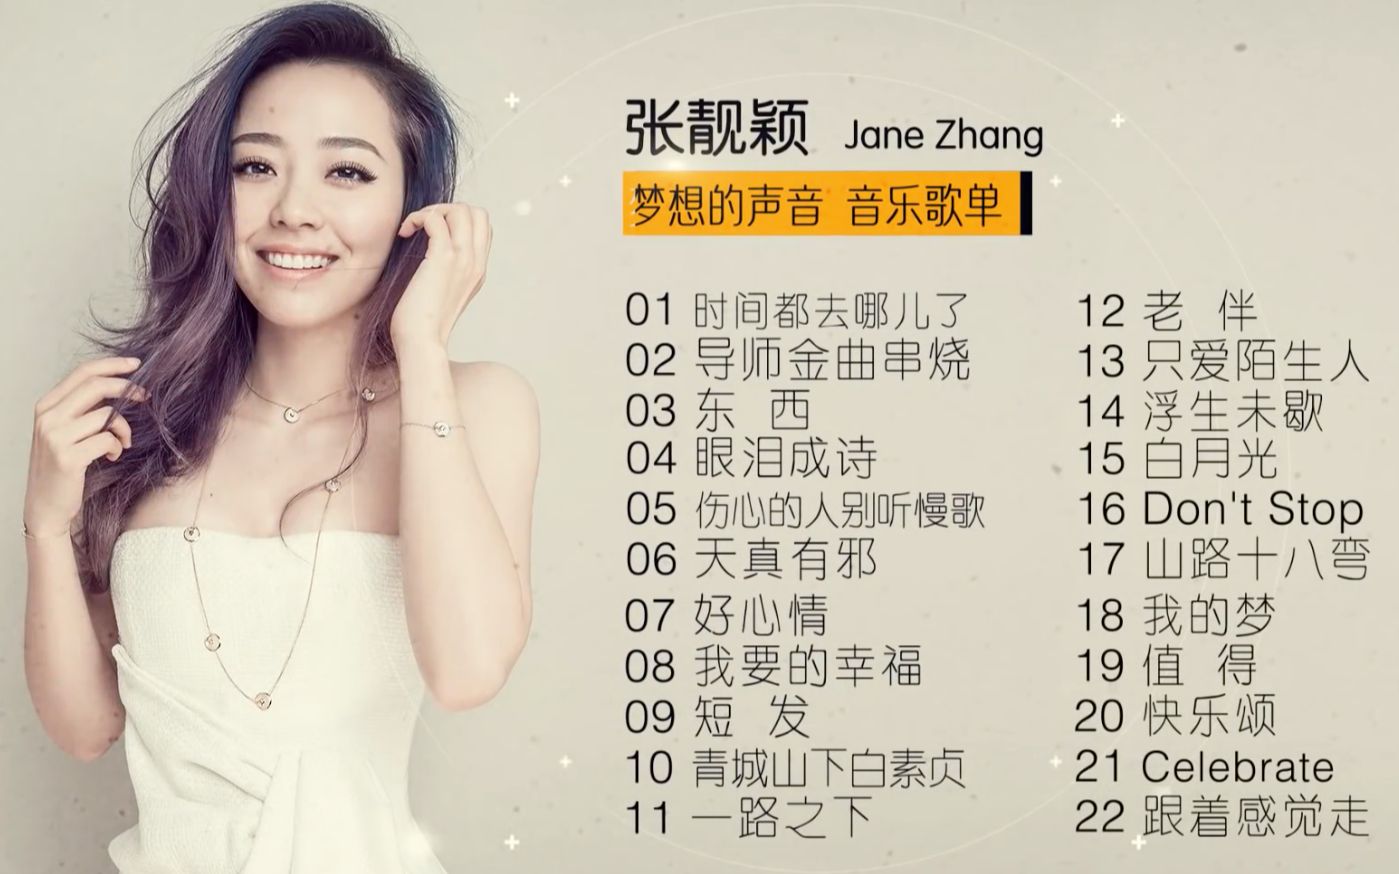 张靓颖 Jane Zhang
梦想的声音 音乐歌单
01 时间都去哪儿了
02 导师金曲串烧
03 东 西
04 眼泪成诗
05 伤心的人别听慢歌
06 天真有邪
07 好心情
08 我要的幸福
09 短 发
10 青城山下白素贞
11 一路之下
12 老 伴
13 只爱陌生人
14 浮生未歇
15 白月光
16 Don't Stop
17 山路十八弯
18 我的梦
19 值 得
20 快乐颂
21 Celebrate
22 跟着感觉走